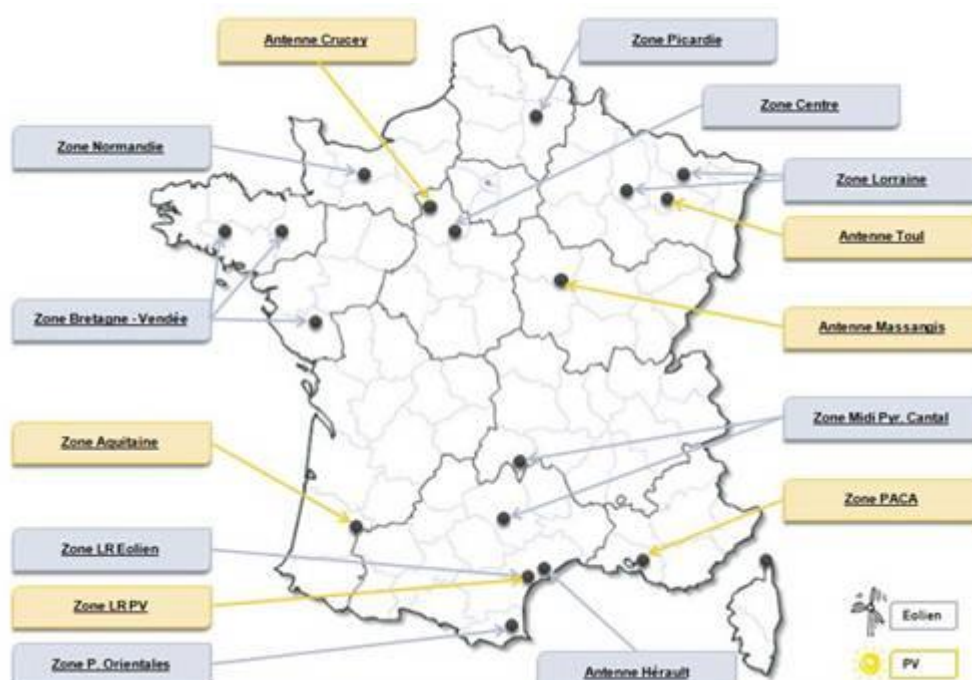 Antenne Crucey
Zone Picardie
Zone Centre
Zone Normandie
Zone Lorraine
Antenne Toul
Zone Bretagne - Vendée
Antenne Massangis
Zone Midi Pyr. Cantal
Zone Aquitaine
Zone PACA
Zone LR Eolien
Zone LR PV
Eolien
Zone P. Orientales
Antenne Hérault
PV